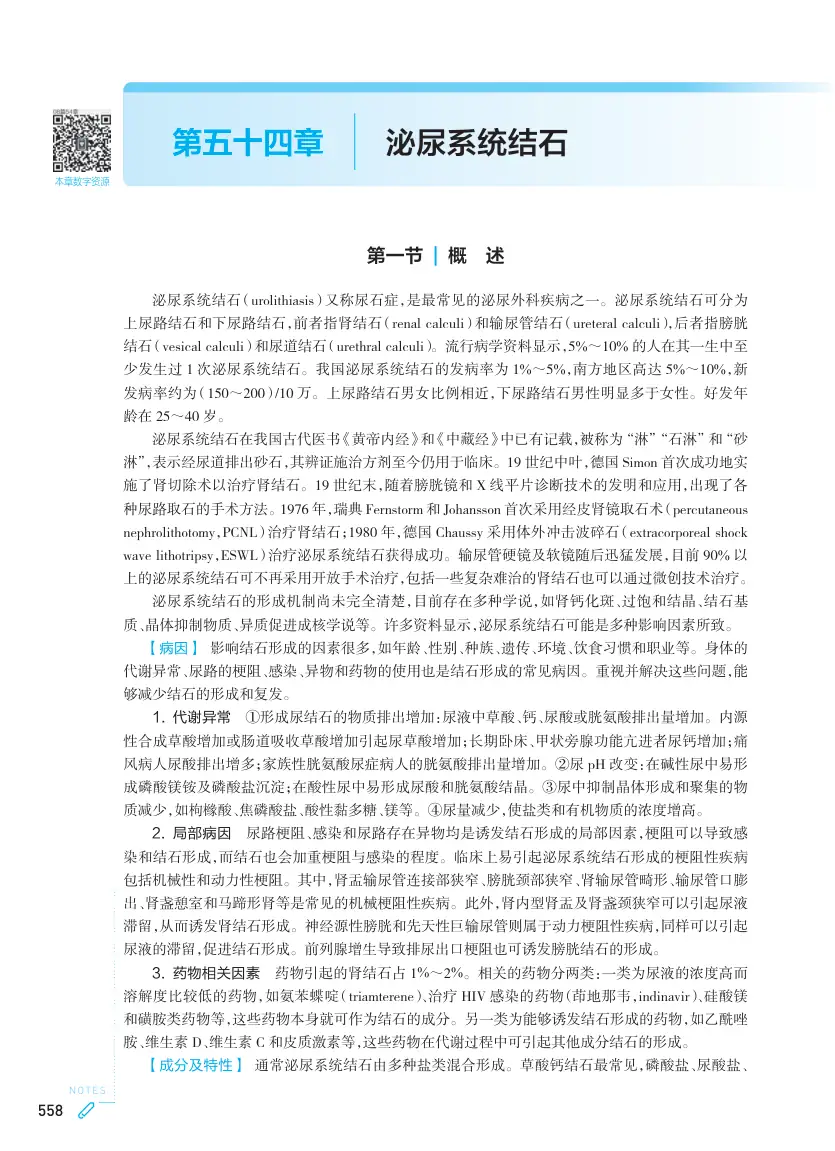 本章数字资源
第五十四章
泌尿系统结石
第一节 | 概 述
泌尿系统结石（urolithiasis）又称尿石症，是最常见的泌尿外科疾病之一。泌尿系统结石可分为
上尿路结石和下尿路结石，前者指肾结石（renal calculi）和输尿管结石（ureteral calculi），后者指膀胱
结石（vesical calculi）和尿道结石（urethral calculi）。流行病学资料显示，5%～10% 的人在其一生中至
少发生过 1 次泌尿系统结石。我国泌尿系统结石的发病率为 1%～5%，南方地区高达 5%～10%，新
发病率约为（150～200）/10 万。上尿路结石男女比例相近，下尿路结石男性明显多于女性。好发年
龄在 25～40 岁。
泌尿系统结石在我国古代医书《黄帝内经》和《中藏经》中已有记载，被称为“淋”“石淋”和“砂
淋”，表示经尿道排出砂石，其辨证施治方剂至今仍用于临床。19 世纪中叶，德国 Simon 首次成功地实
施了肾切除术以治疗肾结石。19 世纪末，随着膀胱镜和 X 线平片诊断技术的发明和应用，出现了各
种尿路取石的手术方法。1976 年，瑞典 Fernstorm 和 Johansson 首次采用经皮肾镜取石术（percutaneous
nephrolithotomy，PCNL）治疗肾结石；1980 年，德国 Chaussy 采用体外冲击波碎石（extracorporeal shock
wave lithotripsy，ESWL）治疗泌尿系统结石获得成功。输尿管硬镜及软镜随后迅猛发展，目前 90% 以
上的泌尿系统结石可不再采用开放手术治疗，包括一些复杂难治的肾结石也可以通过微创技术治疗。
泌尿系统结石的形成机制尚未完全清楚，目前存在多种学说，如肾钙化斑、过饱和结晶、结石基
质、晶体抑制物质、异质促进成核学说等。许多资料显示，泌尿系统结石可能是多种影响因素所致。
【病因】 影响结石形成的因素很多，如年龄、性别、种族、遗传、环境、饮食习惯和职业等。身体的
代谢异常、尿路的梗阻、感染、异物和药物的使用也是结石形成的常见病因。重视并解决这些问题，能
够减少结石的形成和复发。
1. 代谢异常 ①形成尿结石的物质排出增加：尿液中草酸、钙、尿酸或胱氨酸排出量增加。内源
性合成草酸增加或肠道吸收草酸增加引起尿草酸增加；长期卧床、甲状旁腺功能亢进者尿钙增加；痛
风病人尿酸排出增多；家族性胱氨酸尿症病人的胱氨酸排出量增加。②尿 pH 改变：在碱性尿中易形
成磷酸镁铵及磷酸盐沉淀；在酸性尿中易形成尿酸和胱氨酸结晶。③尿中抑制晶体形成和聚集的物
质减少，如枸橼酸、焦磷酸盐、酸性黏多糖、镁等。④尿量减少，使盐类和有机物质的浓度增高。
2. 局部病因 尿路梗阻、感染和尿路存在异物均是诱发结石形成的局部因素，梗阻可以导致感
染和结石形成，而结石也会加重梗阻与感染的程度。临床上易引起泌尿系统结石形成的梗阻性疾病
包括机械性和动力性梗阻。其中，肾盂输尿管连接部狭窄、膀胱颈部狭窄、肾输尿管畸形、输尿管口膨
出、肾盏憩室和马蹄形肾等是常见的机械梗阻性疾病。此外，肾内型肾盂及肾盏颈狭窄可以引起尿液
滞留，从而诱发肾结石形成。神经源性膀胱和先天性巨输尿管则属于动力梗阻性疾病，同样可以引起
尿液的滞留，促进结石形成。前列腺增生导致排尿出口梗阻也可诱发膀胱结石的形成。
3. 药物相关因素 药物引起的肾结石占 1%～2%。相关的药物分两类：一类为尿液的浓度高而
溶解度比较低的药物，如氨苯蝶啶（triamterene）、治疗 HIV 感染的药物（茚地那韦，indinavir）、硅酸镁
和磺胺类药物等，这些药物本身就可作为结石的成分。另一类为能够诱发结石形成的药物，如乙酰唑
胺、维生素 D、维生素 C 和皮质激素等，这些药物在代谢过程中可引起其他成分结石的形成。
【成分及特性】 通常泌尿系统结石由多种盐类混合形成。草酸钙结石最常见，磷酸盐、尿酸盐、
NOTES
558